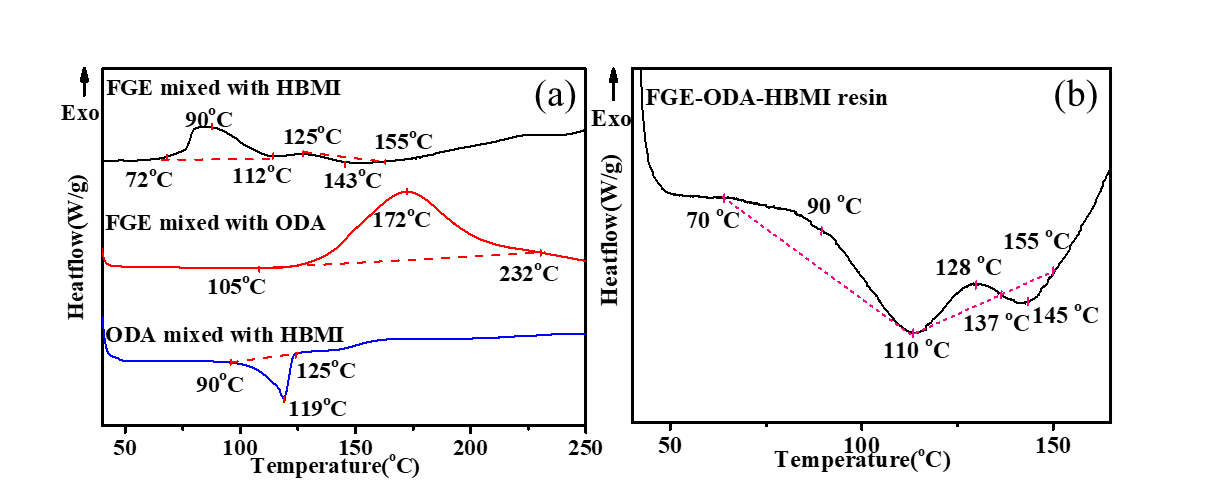 FGE mixed with HBMI
(a)
Exo
90°C
125°C
155°C
72°C
112°C
143°C
FGE mixed with ODA
172°C
105°C
232°C
ODA mixed with HBMI
90°C
125°C
119°C
Heatflow(W/g)
50 100 150 200 250
Temperature(°C)
FGE-ODA-HBMI resin
(b)
Exo
70 °C
90 °C
110 °C
128 °C
137 °C
155 °C
145 °C
Heatflow(W/g)
50 100 150
Temperature(°C)